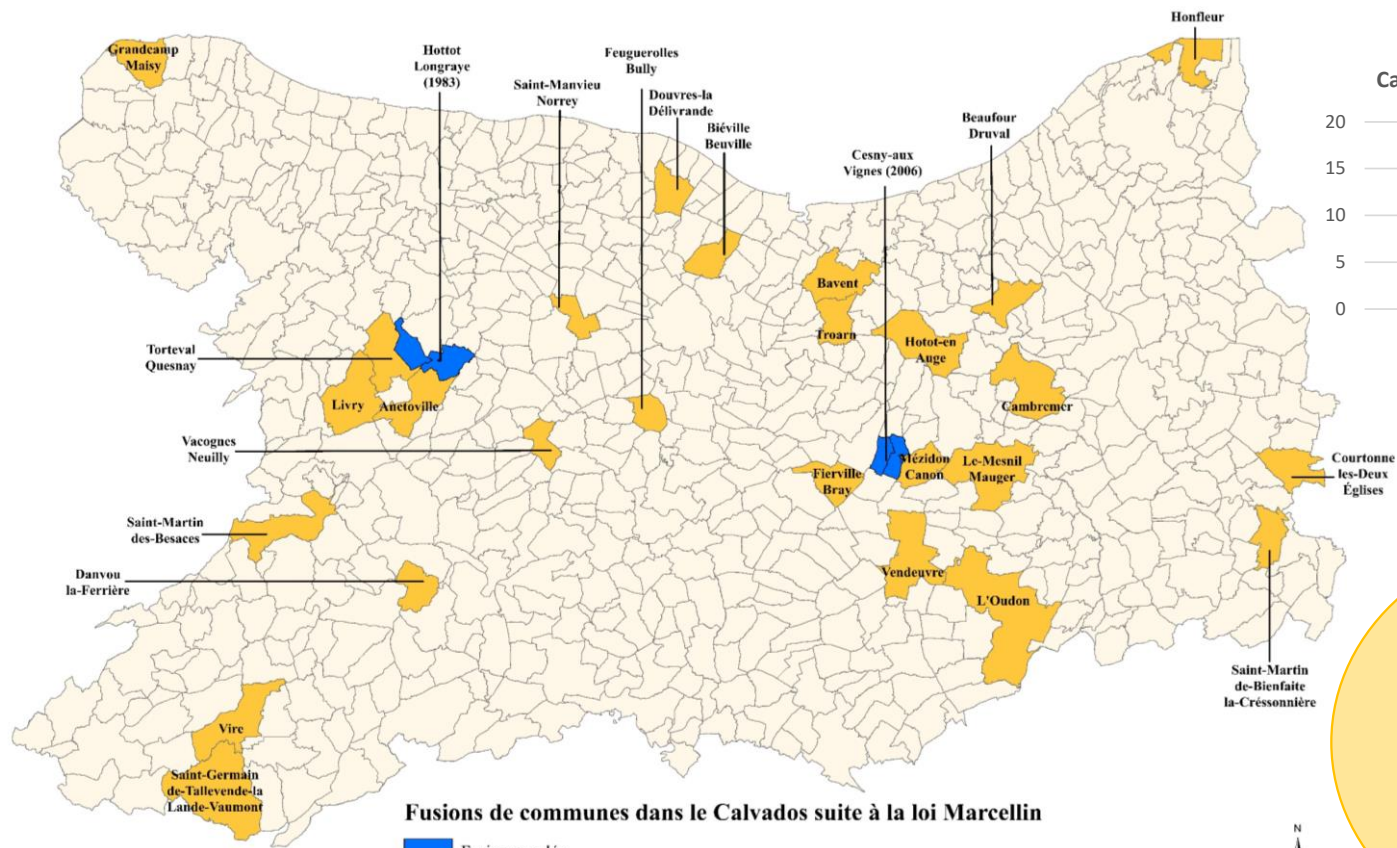 Honfleur
Grandcamp
Maisy
Hottot
Longraye
(1983)
Feuguerolles
Bully
Saint-Manvieu
Norrey
Douvres-la
Délivrande
Biéville
Beuville
Cesny-aux
Vignes (2006)
Beaufour
Druval
Ca
20
15
10
5
0
Bavent
Troarn
Hotot-en
Auge
Cambremer
Torteval
Quesnay
Livry
Anctoville
Vacognes
Neuilly
Fierville
Bray
Mézidon
Canon
Le-Mesnil
Mauger
Courtonne
les-Deux
Églises
Saint-Martin
des-Besaces
Danvou
la-Ferrière
Vendeuvre
L'Oudon
Saint-Martin
de-Bienfaite
la-Créssonnière
Vire
Saint-Germain
de-Tallevende-la
Lande-Vaumont
Fusions de communes dans le Calvados suite à la loi Marcellin
N